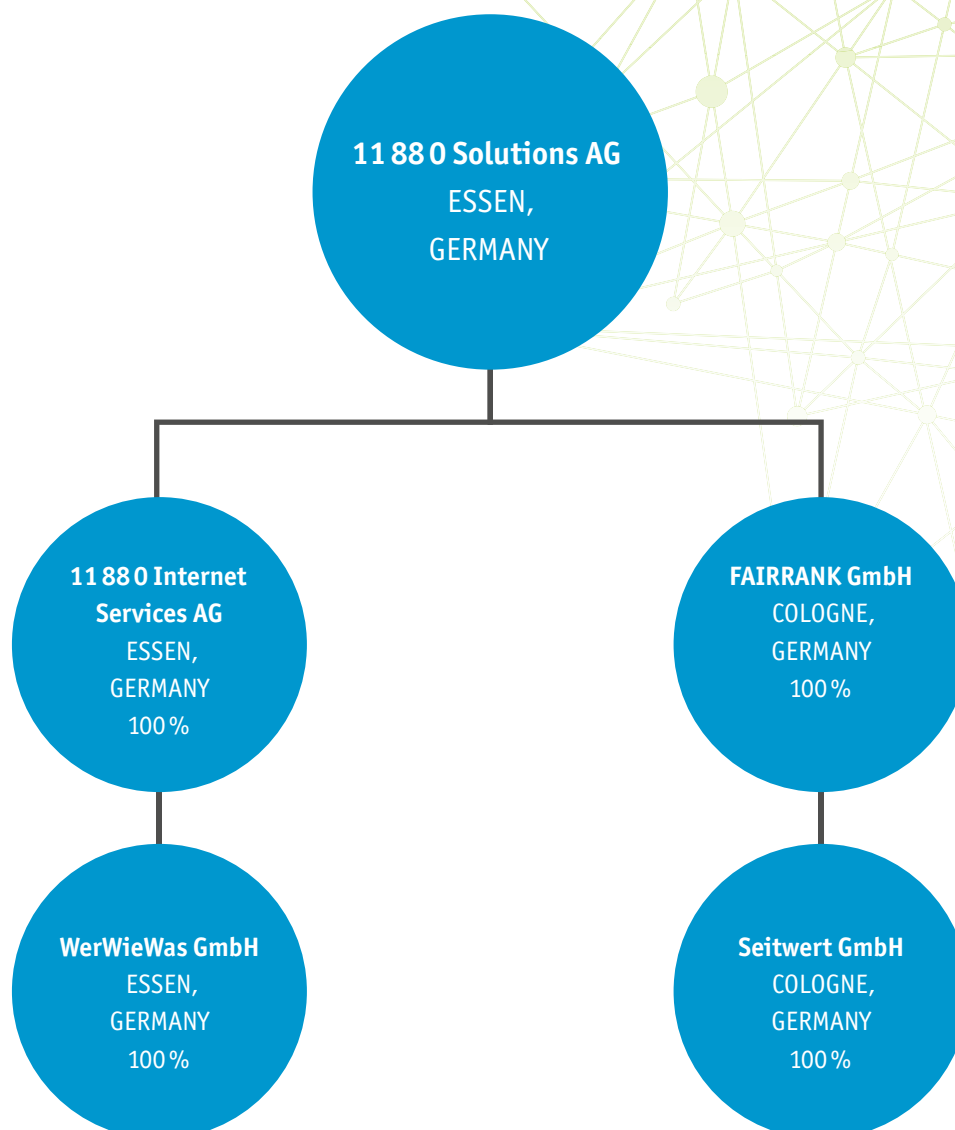 11 88 0 Solutions AG
ESSEN,
GERMANY
11 88 0 Internet
Services AG
ESSEN,
GERMANY
100 %
FAIRRANK GmbH
COLOGNE,
GERMANY
100 %
WerWieWas GmbH
ESSEN,
GERMANY
100 %
Seitwert GmbH
COLOGNE,
GERMANY
100 %